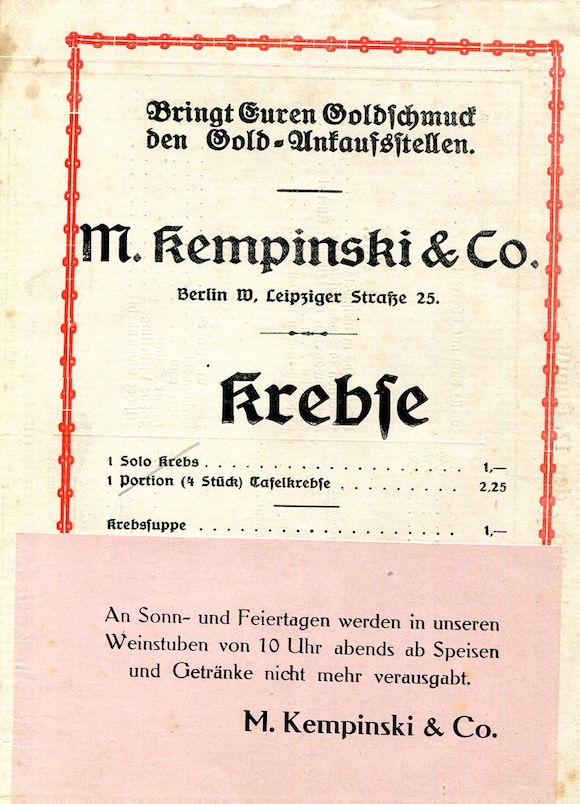 Bringt Euren Goldschmuck
den Gold-Ankaufsstellen.
M. Kempinski & Co.
Berlin W, Leipziger Straße 25.
Krebse
1 Solo Krebs . . . . . . . . . . . . . . . . . . . 1,—
1 Portion (4 Stück) Tafelkrebse . . . . . . . . . 2,25
Krebssuppe . . . . . . . . . . . . . . . . . . . 1,—
An Sonn- und Feiertagen werden in unseren
Weinstuben von 10 Uhr abends ab Speisen
und Getränke nicht mehr verausgabt.
M. Kempinski & Co.